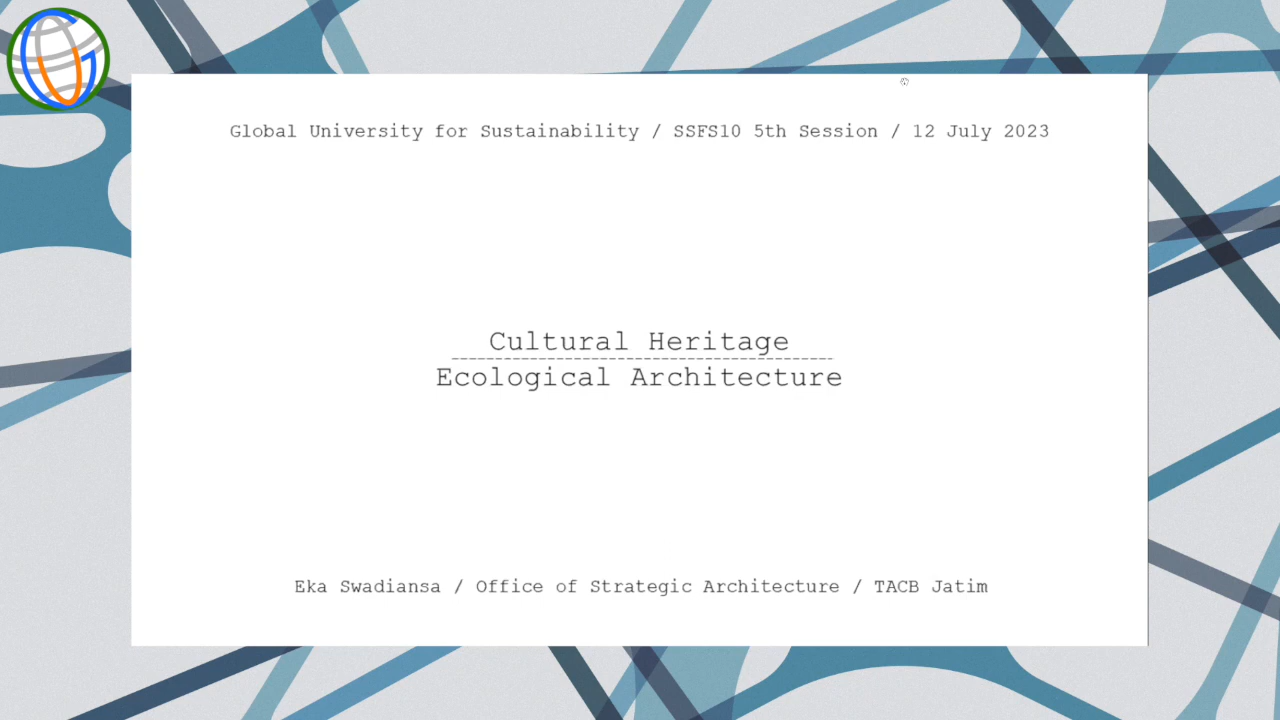 Global University for Sustainability / SSFS10 5th Session / 12 July 2023
Cultural Heritage
Ecological Architecture
Eka Swadiansa / Office of Strategic Architecture / TACB Jatim